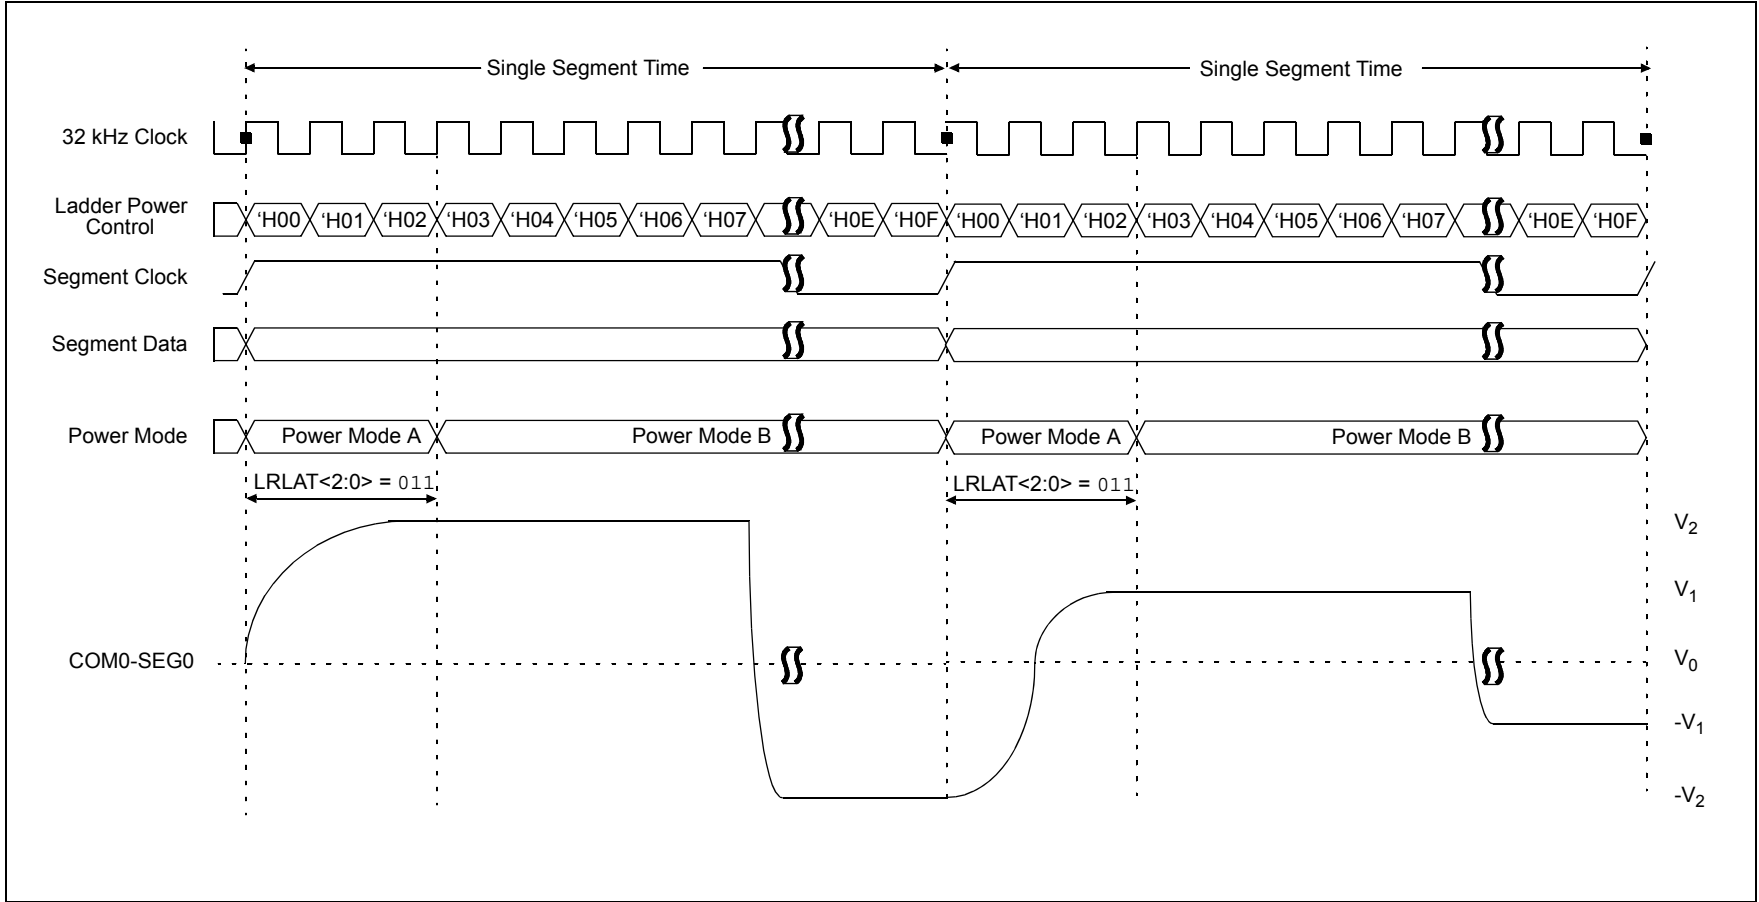 Single Segment Time Single Segment Time
32 kHz Clock
Ladder Power
Control
‘H00 ‘H01 ‘H02 ‘H03 ‘H04 ‘H05 ‘H06 ‘H07 ‘H0E ‘H0F ‘H00 ‘H01 ‘H02 ‘H03 ‘H04 ‘H05 ‘H06 ‘H07 ‘H0E ‘H0F
Segment Clock
Segment Data
Power Mode Power Mode A Power Mode B Power Mode A Power Mode B
LRLAT<2:0> = 011 LRLAT<2:0> = 011
V2
V1
COM0-SEG0 V0
-V1
-V2